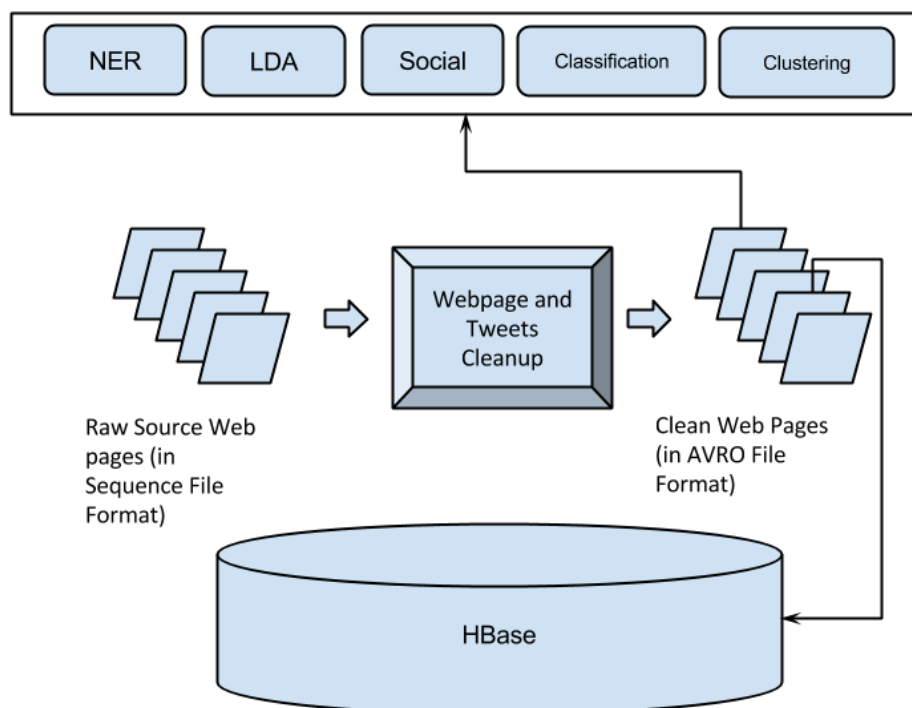 NER
LDA
Social
Classification
Clustering
Webpage and
Tweets
Cleanup
Raw Source Web
pages (in
Sequence File
Format)
Clean Web Pages
(in AVRO File
Format)
HBase